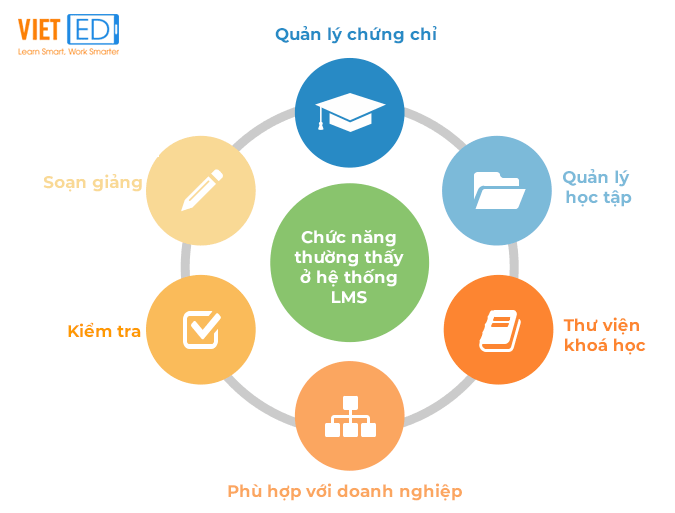 VIET ED
Learn Smart, Work Smarter
Quản lý chứng chỉ
Soạn giảng
Quản lý
học tập
Chức năng
thường thấy
ở hệ thống
LMS
Kiểm tra
Thư viện
khoá học
Phù hợp với doanh nghiệp